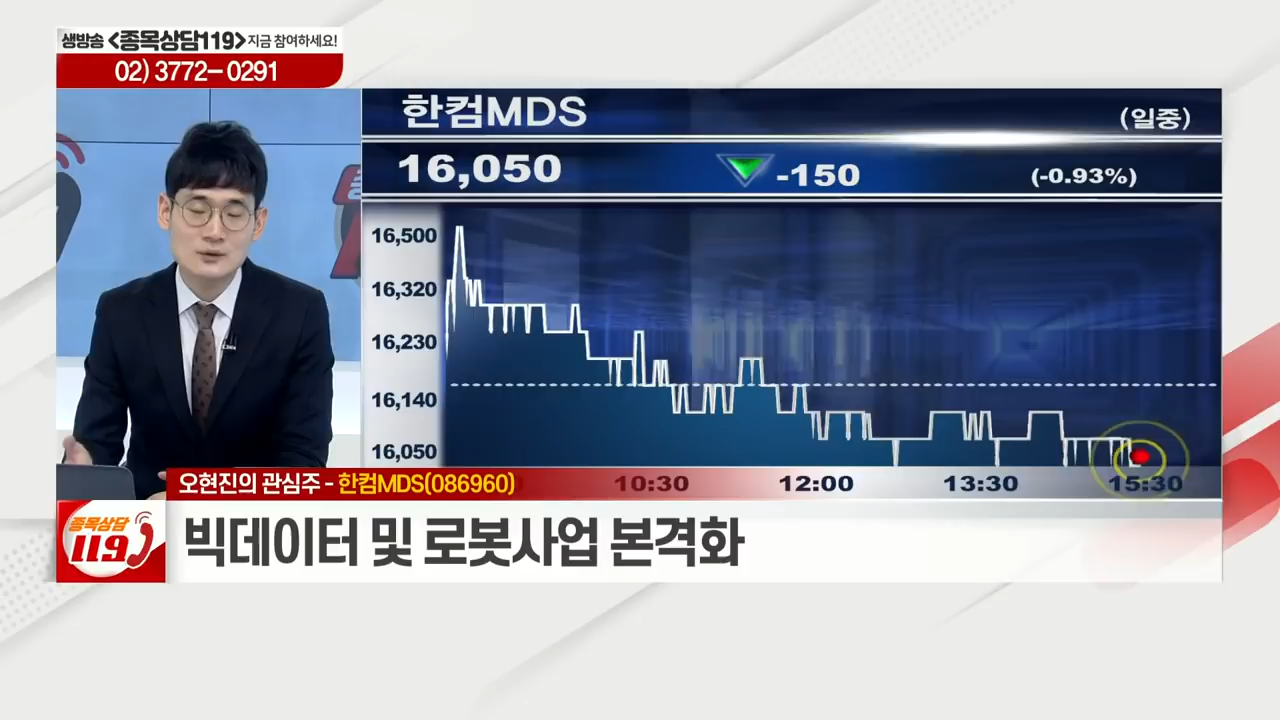 생방송 <종목상담119> 지금 참여하세요!
02) 3772-0291
한컴MDS
(일중)
16,050
-150
(-0.93%)
16,500
16,320
16,230
16,140
16,050
10:30
12:00
13:30
15:30
오현진의 관심주 - 한컴MDS(086960)
종목상담
119
빅데이터 및 로봇사업 본격화